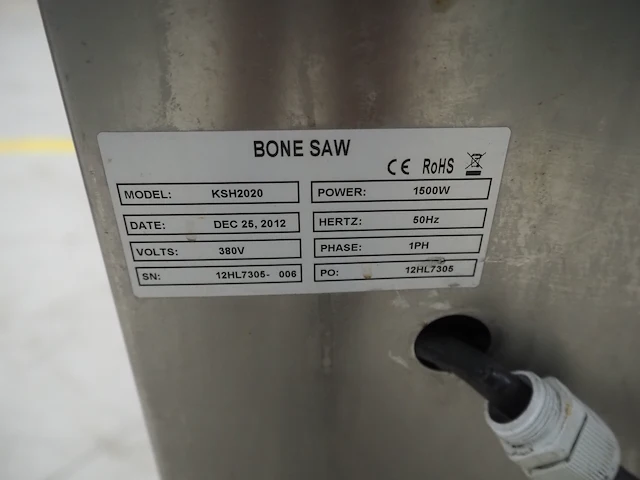 BONE SAW
CE RoHS
MODEL: KSH2020 POWER: 1500W
DATE: DEC 25, 2012 HERTZ: 50Hz
VOLTS: 380V PHASE: 1PH
SN: 12HL7305- 006 PO: 12HL7305